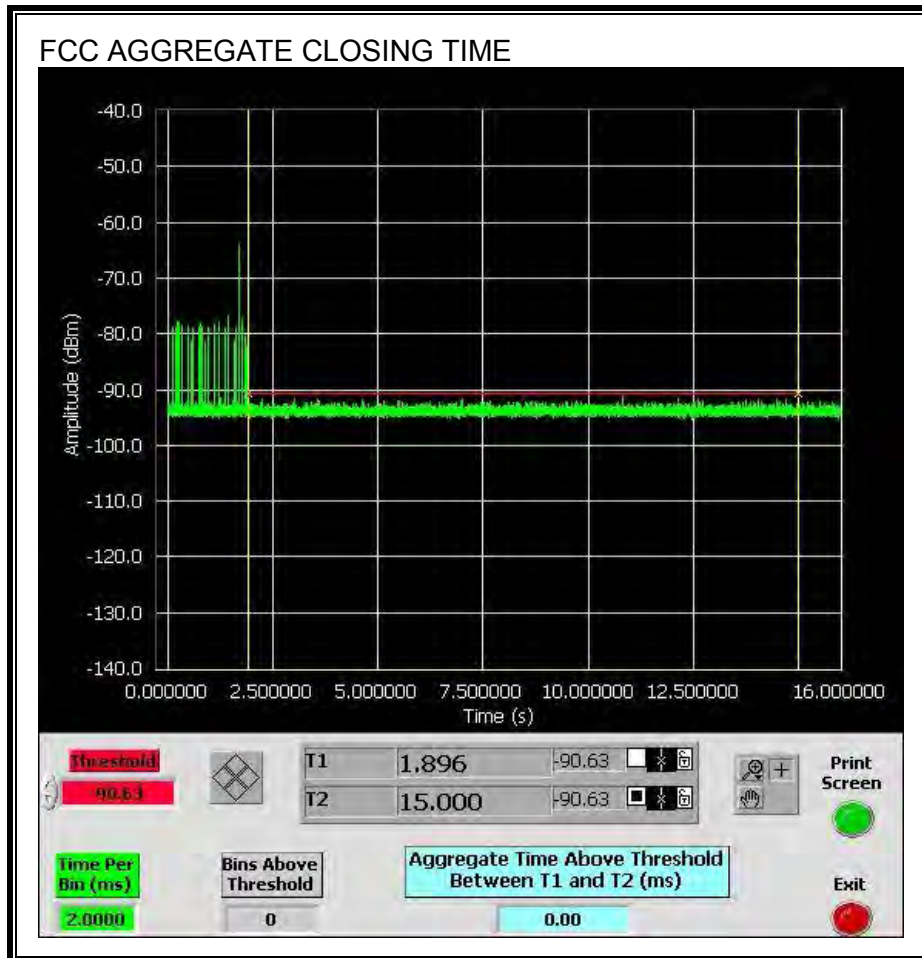 FCC AGGREGATE CLOSING TIME
Amplitude (dBm)
-40.0
-50.0
-60.0
-70.0
-80.0
-90.0
-100.0
-110.0
-120.0
-130.0
-140.0
0.000000 2.500000 5.000000 7.500000 10.000000 12.500000 16.000000
Time (s)
Threshold
-90.63
T1 1.896 -90.63
T2 15.000 -90.63
Print
Screen
Time Per
Bin (ms)
2.0000
Bins Above
Threshold
0
Aggregate Time Above Threshold
Between T1 and T2 (ms)
0.00
Exit